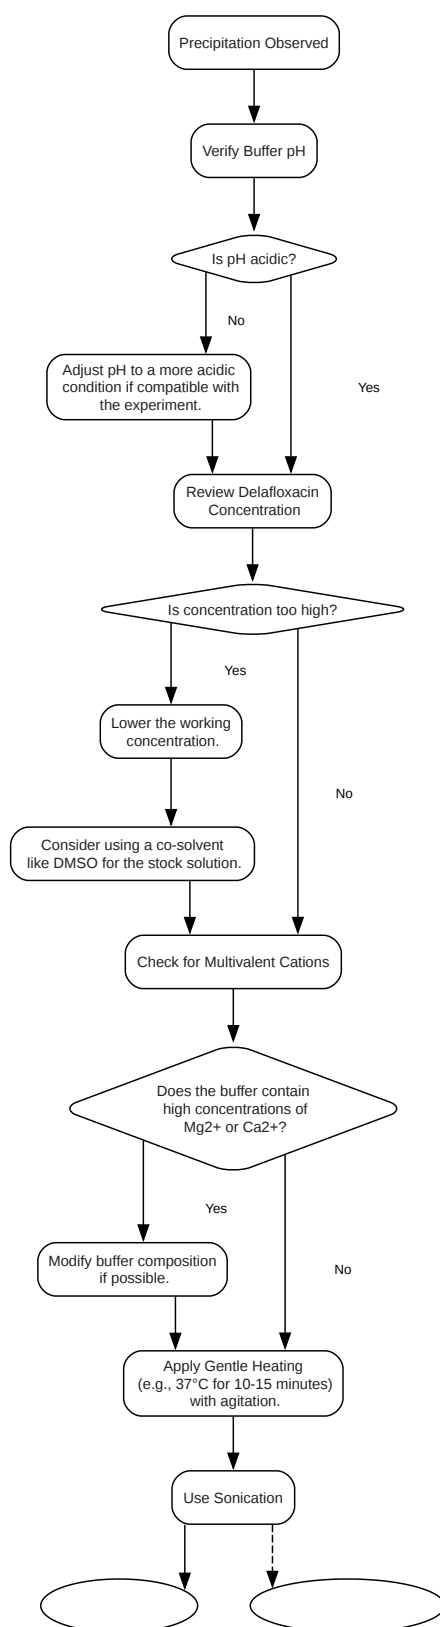 Precipitation Observed
Verify Buffer pH
Is pH acidic?
No
Adjust pH to a more acidic
condition if compatible with
the experiment.
Yes
Review Delafloxacin
Concentration
Is concentration too high?
Yes
Lower the working
concentration.
No
Consider using a co-solvent
like DMSO for the stock solution.
Check for Multivalent Cations
Does the buffer contain
high concentrations of
Mg2+ or Ca2+?
Yes
Modify buffer composition
if possible.
No
Apply Gentle Heating
(e.g., 37°C for 10-15 minutes)
with agitation.
Use Sonication